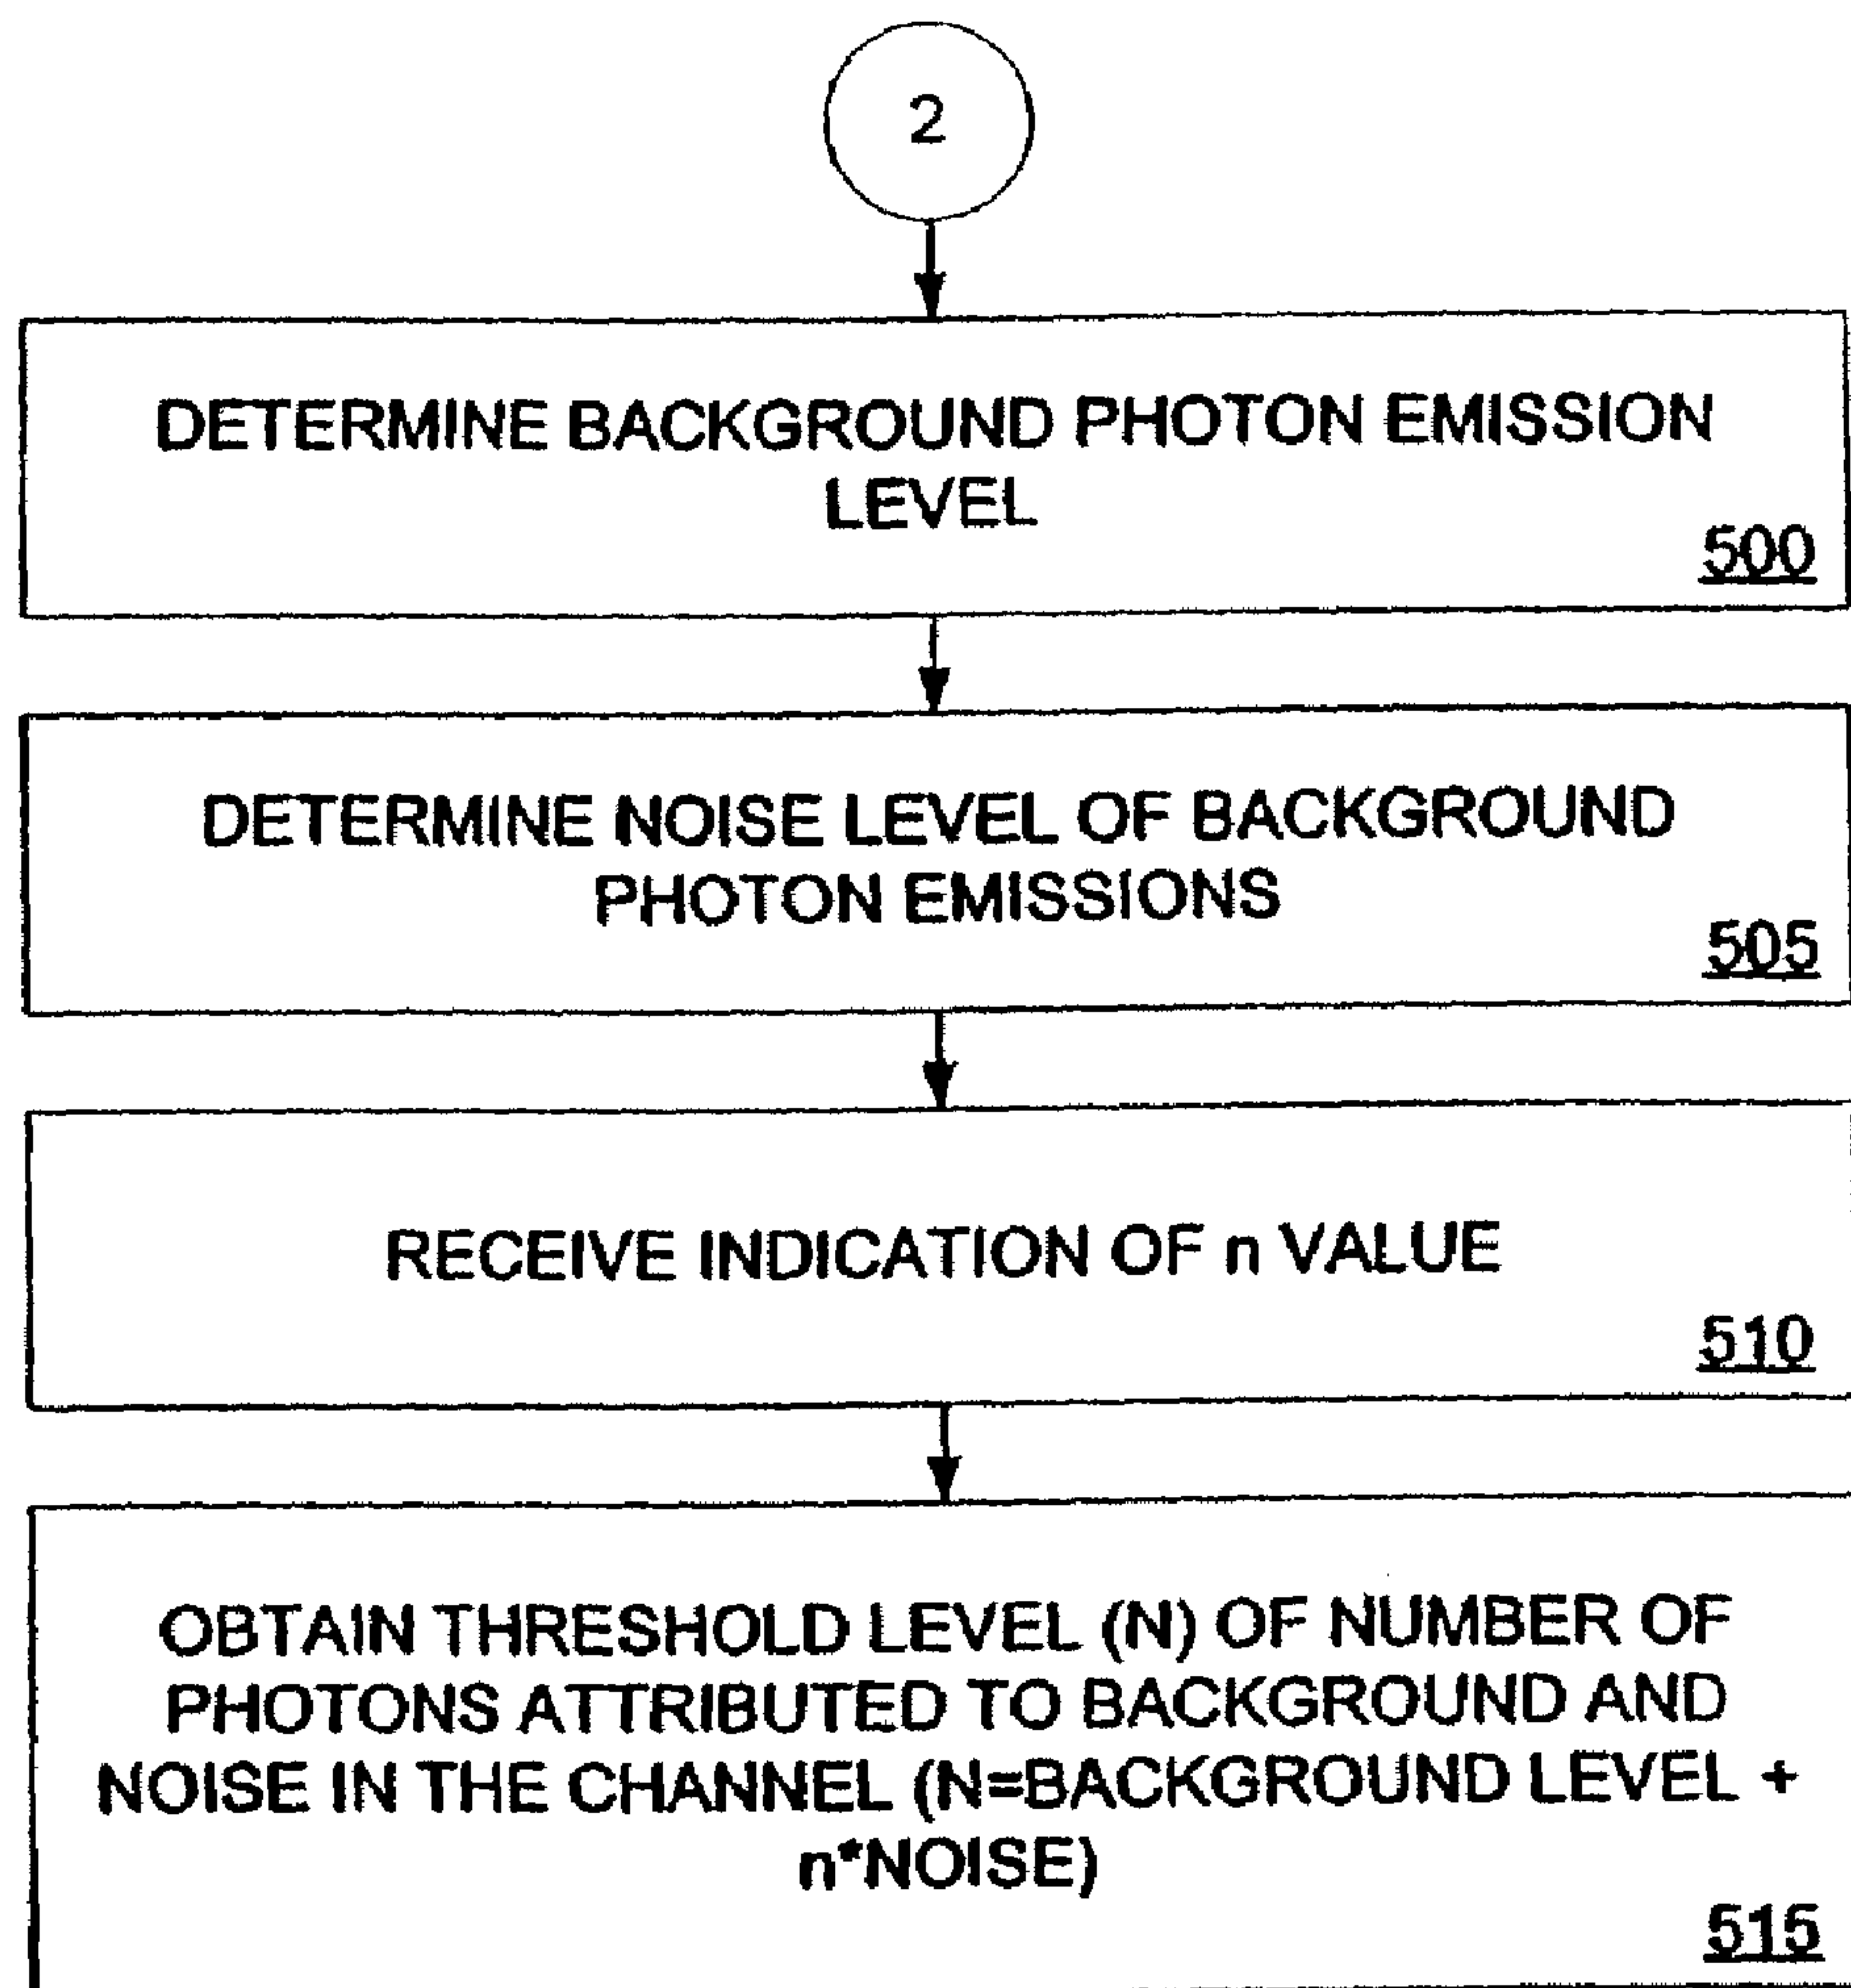 2
DETERMINE BACKGROUND PHOTON EMISSION
LEVEL
500
DETERMINE NOISE LEVEL OF BACKGROUND
PHOTON EMISSIONS
505
RECEIVE INDICATION OF n VALUE
510
OBTAIN THRESHOLD LEVEL (N) OF NUMBER OF
PHOTONS ATTRIBUTED TO BACKGROUND AND
NOISE IN THE CHANNEL (N=BACKGROUND LEVEL +
n*NOISE)
515